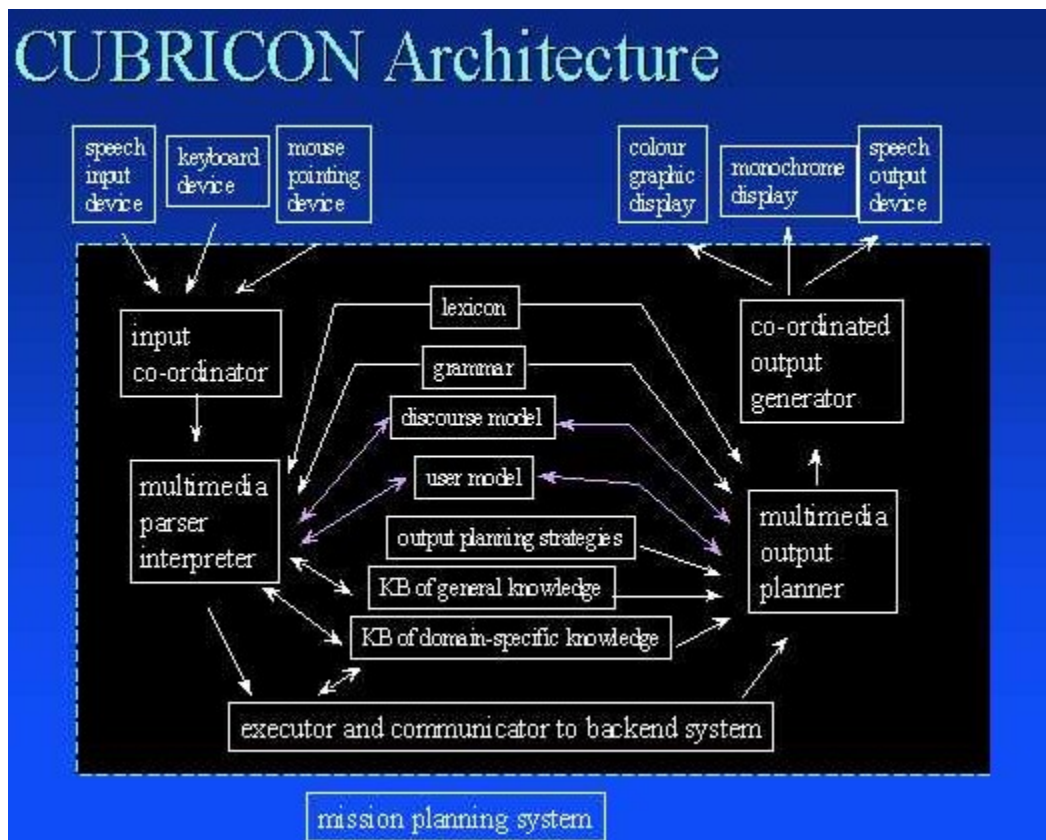 CUBRICON Architecture
speech
input
device
keyboard
device
mouse
pointing
device
colour
graphic
display
monochrome
display
speech
output
device
input
co-ordinator
lexicon
grammar
discourse model
user model
output planning strategies
KB of general knowledge
KB of domain-specific knowledge
co-ordinated
output
generator
multimedia
parser
interpreter
multimedia
output
planner
executor and communicator to backend system
mission planning system